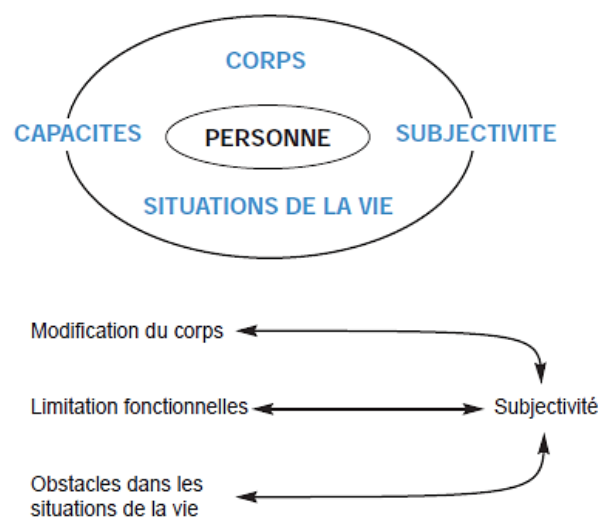 CORPS
CAPACITES
PERSONNE
SUBJECTIVITE
SITUATIONS DE LA VIE
Modification du corps
Limitation fonctionnelles
Subjectivité
Obstacles dans les
situations de la vie